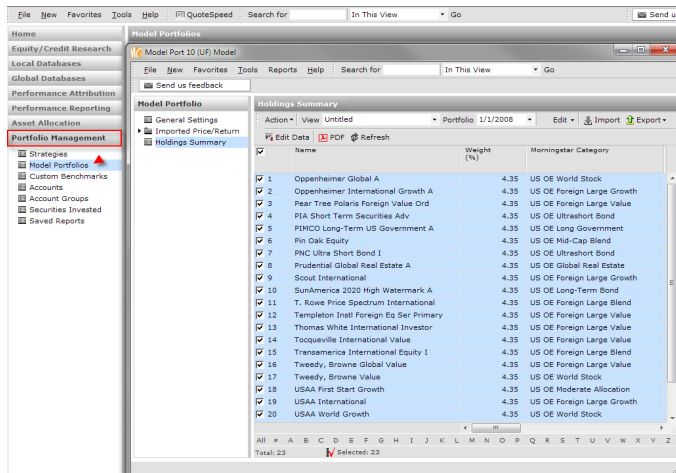 File New Favorites Tools Help QuoteSpeed Search for In This View Go Send u
Home
Equity/Credit Research
Local Databases
Global Databases
Performance Attribution
Performance Reporting
Asset Allocation
Portfolio Management
Strategies
Model Portfolios
Custom Benchmarks
Accounts
Account Groups
Securities Invested
Saved Reports
Model Portfolios
Model Port 10 (UF) Model
File New Favorites Tools Reports Help Search for In This View Go
Send us feedback
Model Portfolio
General Settings
Imported Price/Return
Holdings Summary
Holdings Summary
Action View Untitled Portfolio 1/1/2008 Edit Import Export
Edit Data PDF Refresh
Name Weight (%) Morningstar Category
1 Oppenheimer Global A 4.35 US OE World Stock
2 Oppenheimer International Growth A 4.35 US OE Foreign Large Growth
3 Pear Tree Polaris Foreign Value Ord 4.35 US OE Foreign Large Value
4 PIA Short Term Securities Adv 4.35 US OE Ultrashort Bond
5 PIMCO Long-Term US Government A 4.35 US OE Long Government
6 Pin Oak Equity 4.35 US OE Mid-Cap Blend
7 PNC Ultra Short Bond I 4.35 US OE Ultrashort Bond
8 Prudential Global Real Estate A 4.35 US OE Global Real Estate
9 Scout International 4.35 US OE Foreign Large Growth
10 SunAmerica 2020 High Watermark A 4.35 US OE Long-Term Bond
11 T. Rowe Price Spectrum International 4.35 US OE Foreign Large Blend
12 Templeton Instl Foreign Eq Ser Primary 4.35 US OE Foreign Large Value
13 Thomas White International Investor 4.35 US OE Foreign Large Value
14 Tocqueville International Value 4.35 US OE Foreign Large Value
15 Transamerica International Equity I 4.35 US OE Foreign Large Blend
16 Tweedy, Browne Global Value 4.35 US OE Foreign Large Value
17 Tweedy, Browne Value 4.35 US OE World Stock
18 USAA First Start Growth 4.35 US OE Moderate Allocation
19 USAA International 4.35 US OE Foreign Large Growth
20 USAA World Growth 4.35 US OE World Stock
All # A B C D E F G H I J K L M N O P Q R S T U V W X Y Z
Total: 23 Selected: 23